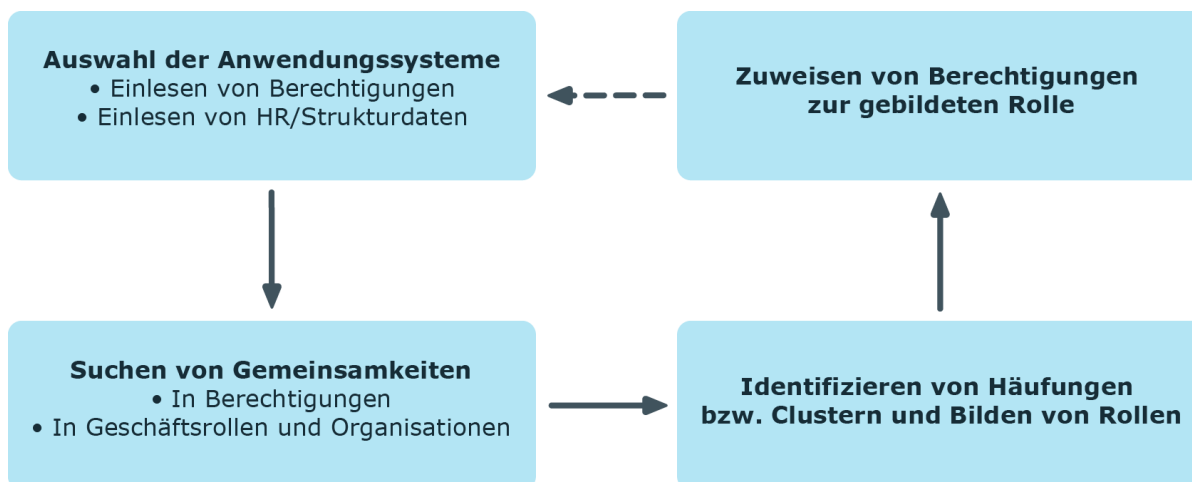 Auswahl der Anwendungssysteme
• Einlesen von Berechtigungen
• Einlesen von HR/Strukturdaten
Zuweisen von Berechtigungen
zur gebildeten Rolle
Suchen von Gemeinsamkeiten
• In Berechtigungen
• In Geschäftsrollen und Organisationen
Identifizieren von Häufungen
bzw. Clustern und Bilden von Rollen